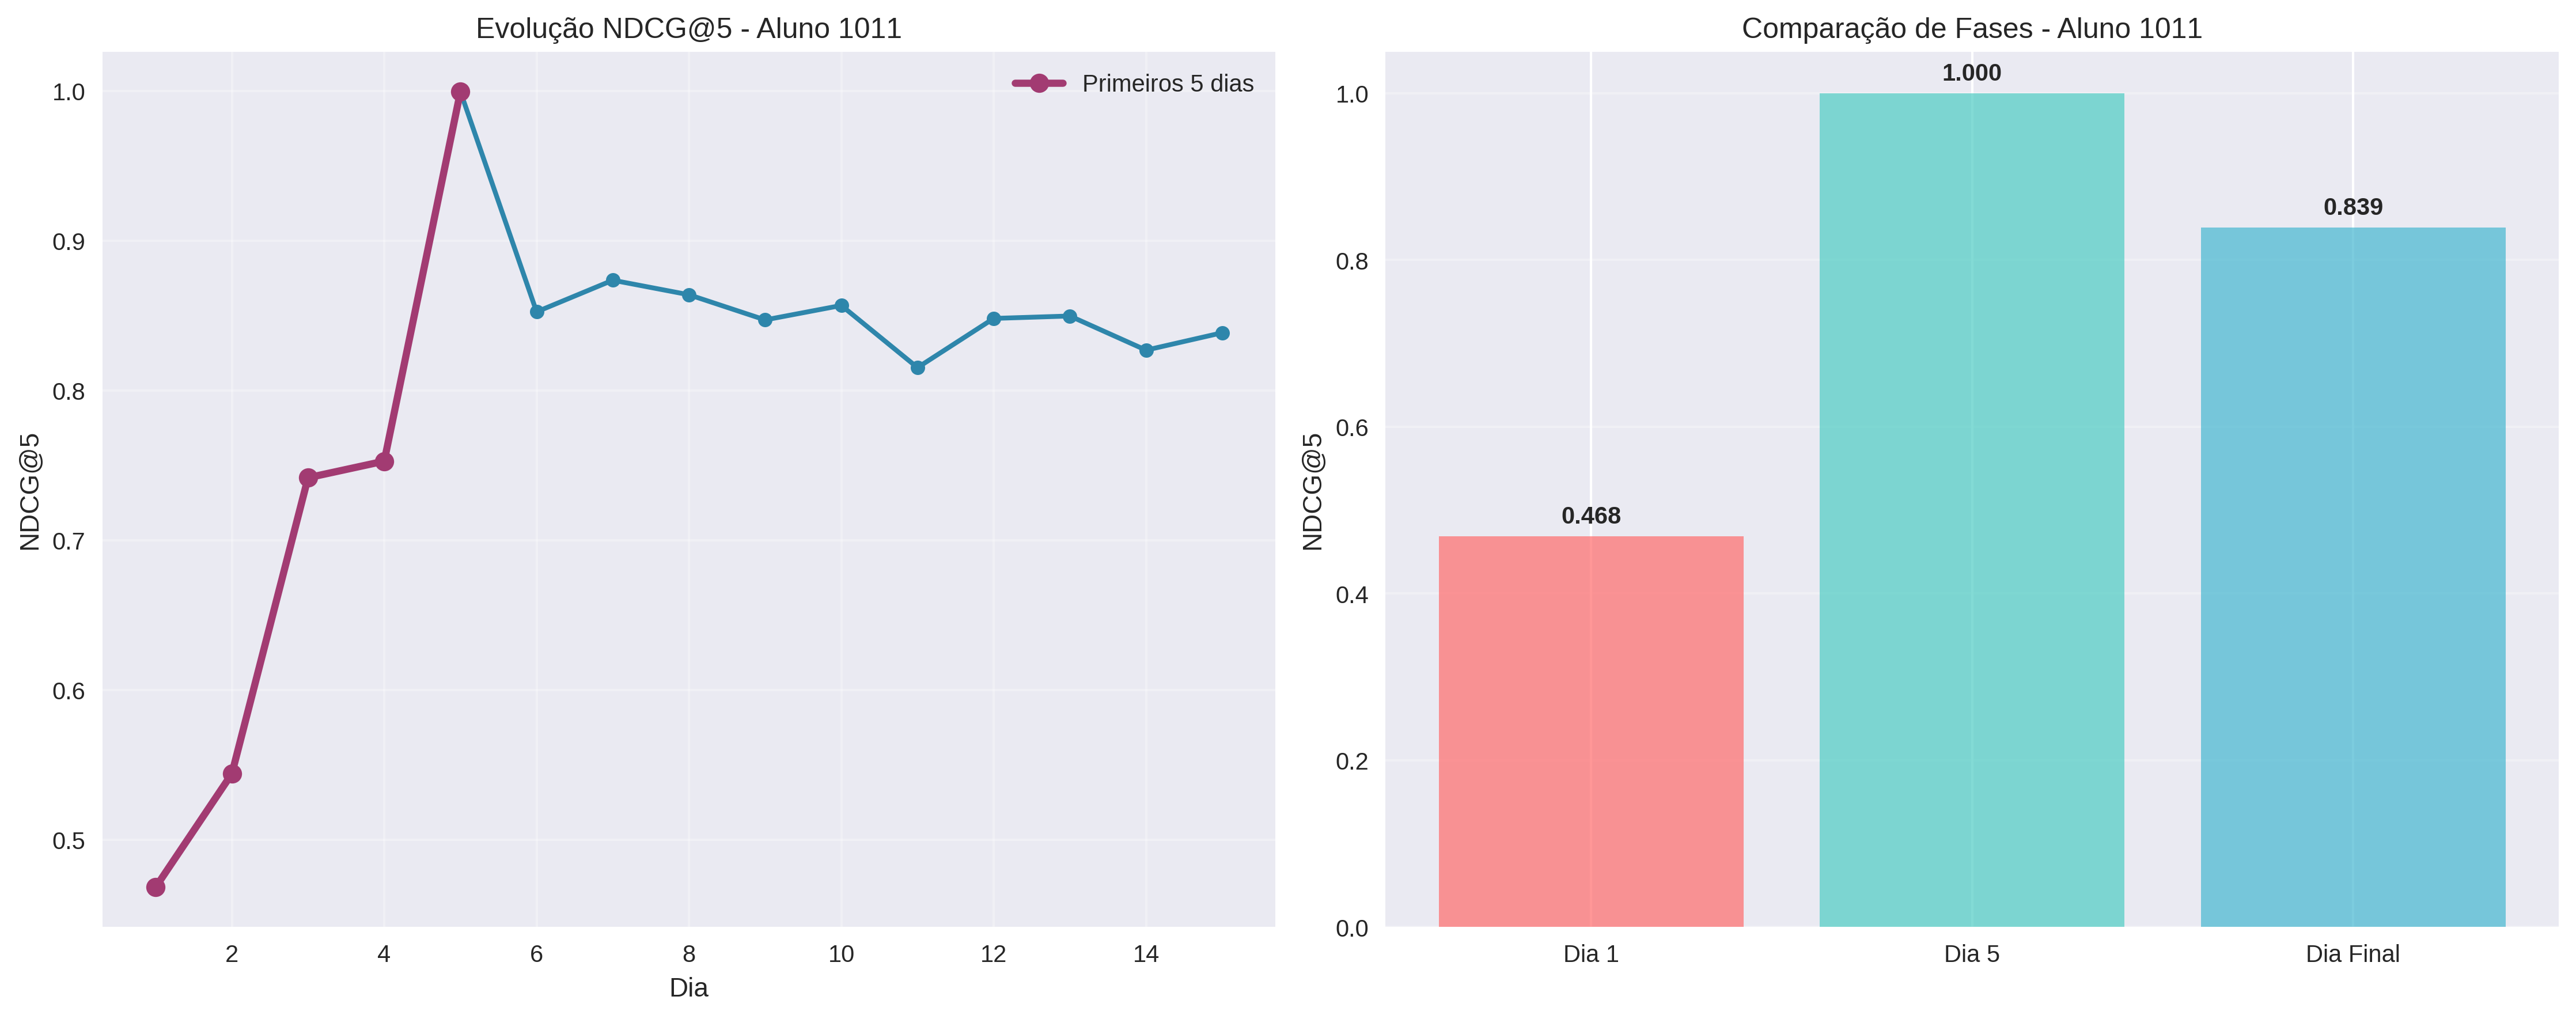 Evolução NDCG@5 - Aluno 1011
Primeiros 5 dias
1.0
0.9
0.8
0.7
0.6
0.5
NDCG@5
2 4 6 8 10 12 14
Dia
Comparação de Fases - Aluno 1011
1.000
0.839
0.468
1.0
0.8
0.6
0.4
0.2
0.0
NDCG@5
Dia 1 Dia 5 Dia Final